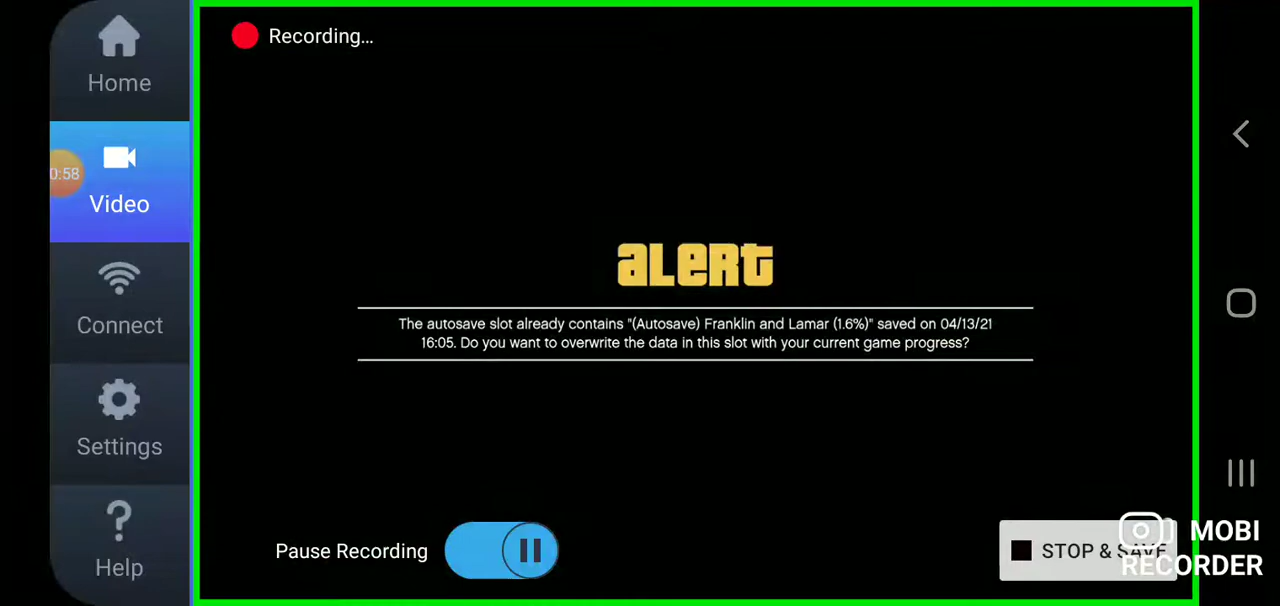 Recording...
Home
0:58
Video
Connect
Settings
Help
aLeRt
The autosave slot already contains "(Autosave) Franklin and Lamar (1.6%)" saved on 04/13/21
16:05. Do you want to overwrite the data in this slot with your current game progress?
Pause Recording
STOP & SAVE
MOBI
RECORDER